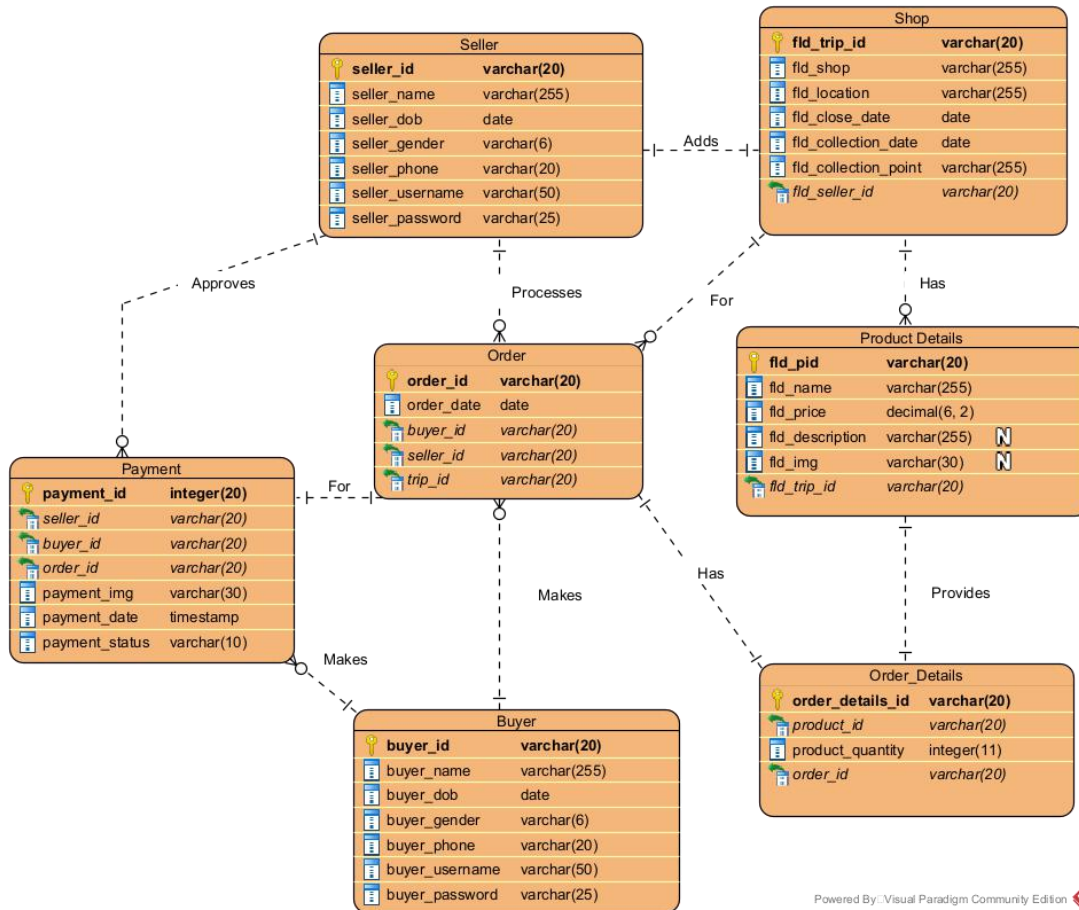 Seller
seller_id varchar(20)
seller_name varchar(255)
seller_dob date
seller_gender varchar(6)
seller_phone varchar(20)
seller_username varchar(50)
seller_password varchar(25)
Adds
Shop
fld_trip_id varchar(20)
fld_shop varchar(255)
fld_location varchar(255)
fld_close_date date
fld_collection_date date
fld_collection_point varchar(255)
fld_seller_id varchar(20)
Approves
Processes
For
Has
Order
order_id varchar(20)
order_date date
buyer_id varchar(20)
seller_id varchar(20)
trip_id varchar(20)
Product Details
fld_pid varchar(20)
fld_name varchar(255)
fld_price decimal(6, 2)
fld_description varchar(255) N
fld_img varchar(30) N
fld_trip_id varchar(20)
Payment
payment_id integer(20)
seller_id varchar(20)
buyer_id varchar(20)
order_id varchar(20)
payment_img varchar(30)
payment_date timestamp
payment_status varchar(10)
For
Has
Makes
Provides
Makes
Buyer
buyer_id varchar(20)
buyer_name varchar(255)
buyer_dob date
buyer_gender varchar(6)
buyer_phone varchar(20)
buyer_username varchar(50)
buyer_password varchar(25)
Order_Details
order_details_id varchar(20)
product_id varchar(20)
product_quantity integer(11)
order_id varchar(20)
Powered By Visual Paradigm Community Edition